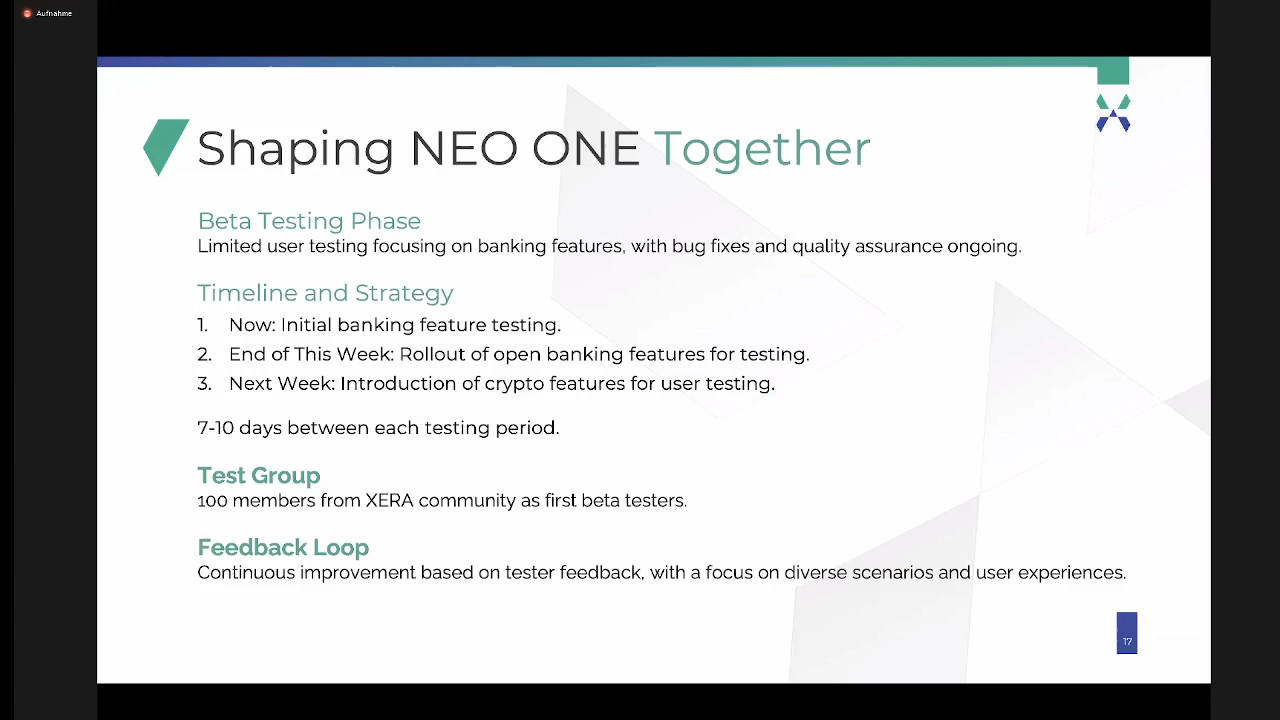 Aufnahme
Shaping NEO ONE Together
Beta Testing Phase
Limited user testing focusing on banking features, with bug fixes and quality assurance ongoing.
Timeline and Strategy
1. Now: Initial banking feature testing.
2. End of This Week: Rollout of open banking features for testing.
3. Next Week: Introduction of crypto features for user testing.
7-10 days between each testing period.
Test Group
100 members from XERA community as first beta testers.
Feedback Loop
Continuous improvement based on tester feedback, with a focus on diverse scenarios and user experiences.
17